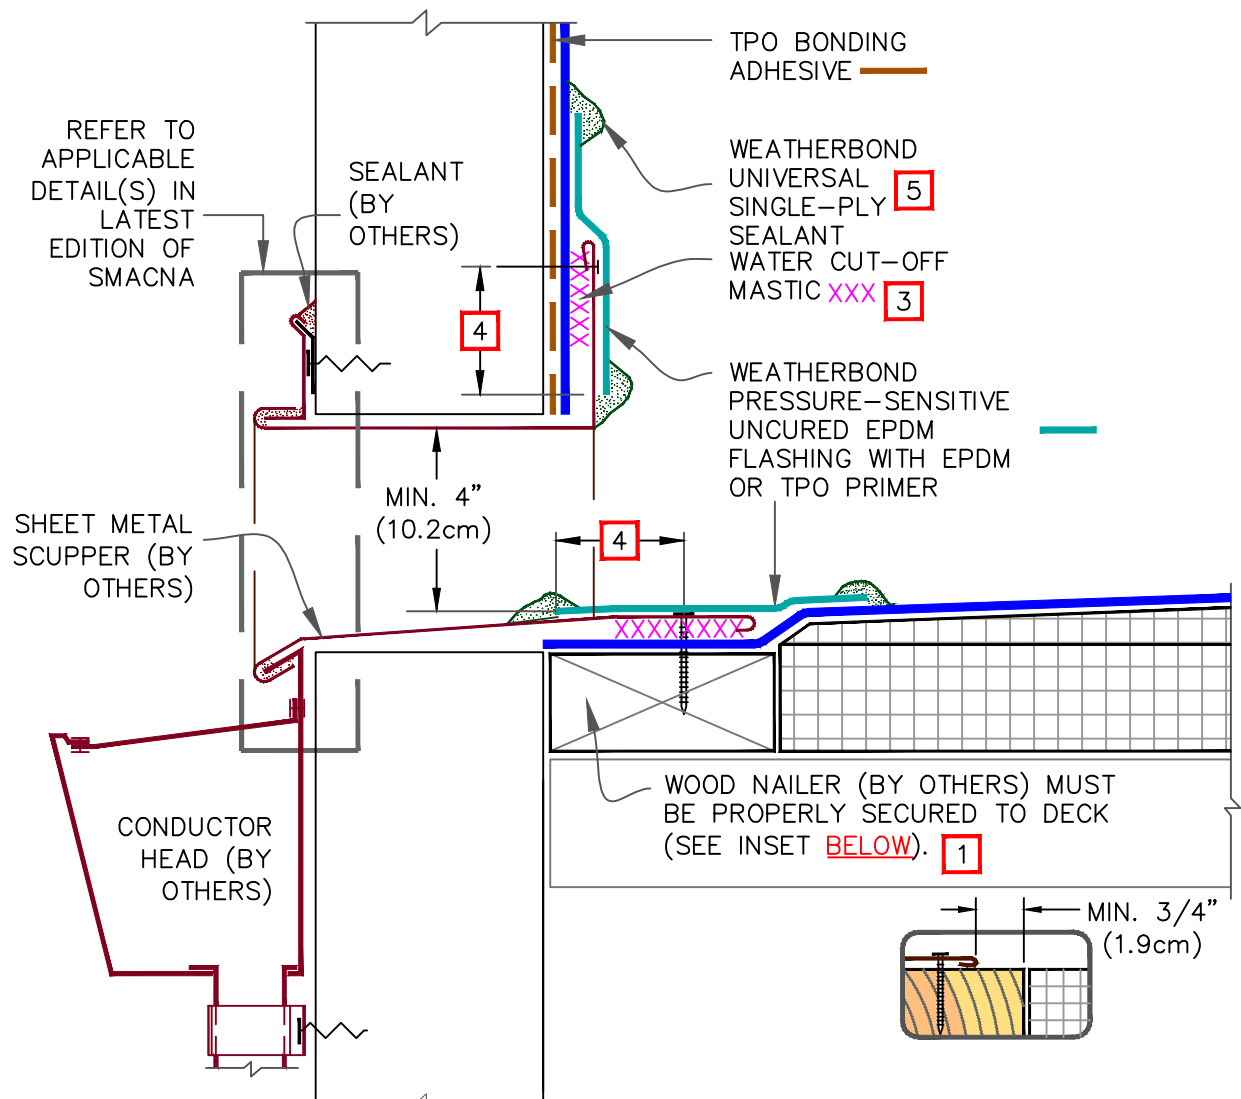 TPO BONDING
ADHESIVE
REFER TO
APPLICABLE
DETAIL(S) IN
LATEST
EDITION OF
SMACNA
SEALANT
(BY
OTHERS)
WEATHERBOND
UNIVERSAL
SINGLE-PLY
SEALANT
5
WATER CUT-OFF
MASTIC XXX 3
4
WEATHERBOND
PRESSURE-SENSITIVE
UNCURED EPDM
FLASHING WITH EPDM
OR TPO PRIMER
MIN. 4"
(10.2cm)
4
SHEET METAL
SCUPPER (BY
OTHERS)
WOOD NAILER (BY OTHERS) MUST
BE PROPERLY SECURED TO DECK
(SEE INSET BELOW). 1
CONDUCTOR
HEAD (BY
OTHERS)
MIN. 3/4"
(1.9cm)